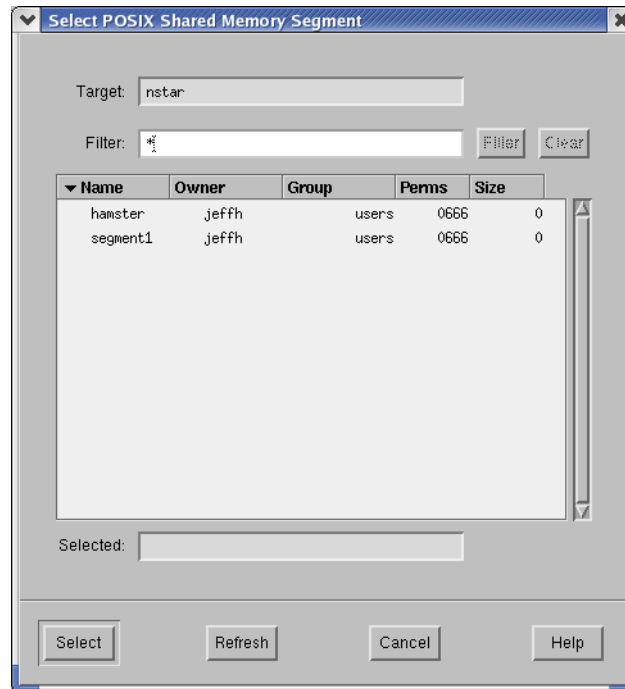 Select POSIX Shared Memory Segment
Target: nstar
Filter: * Filter Clear
Name Owner Group Perms Size
hamster jeffh users 0666 0
segment1 jeffh users 0666 0
Selected:
Select Refresh Cancel Help